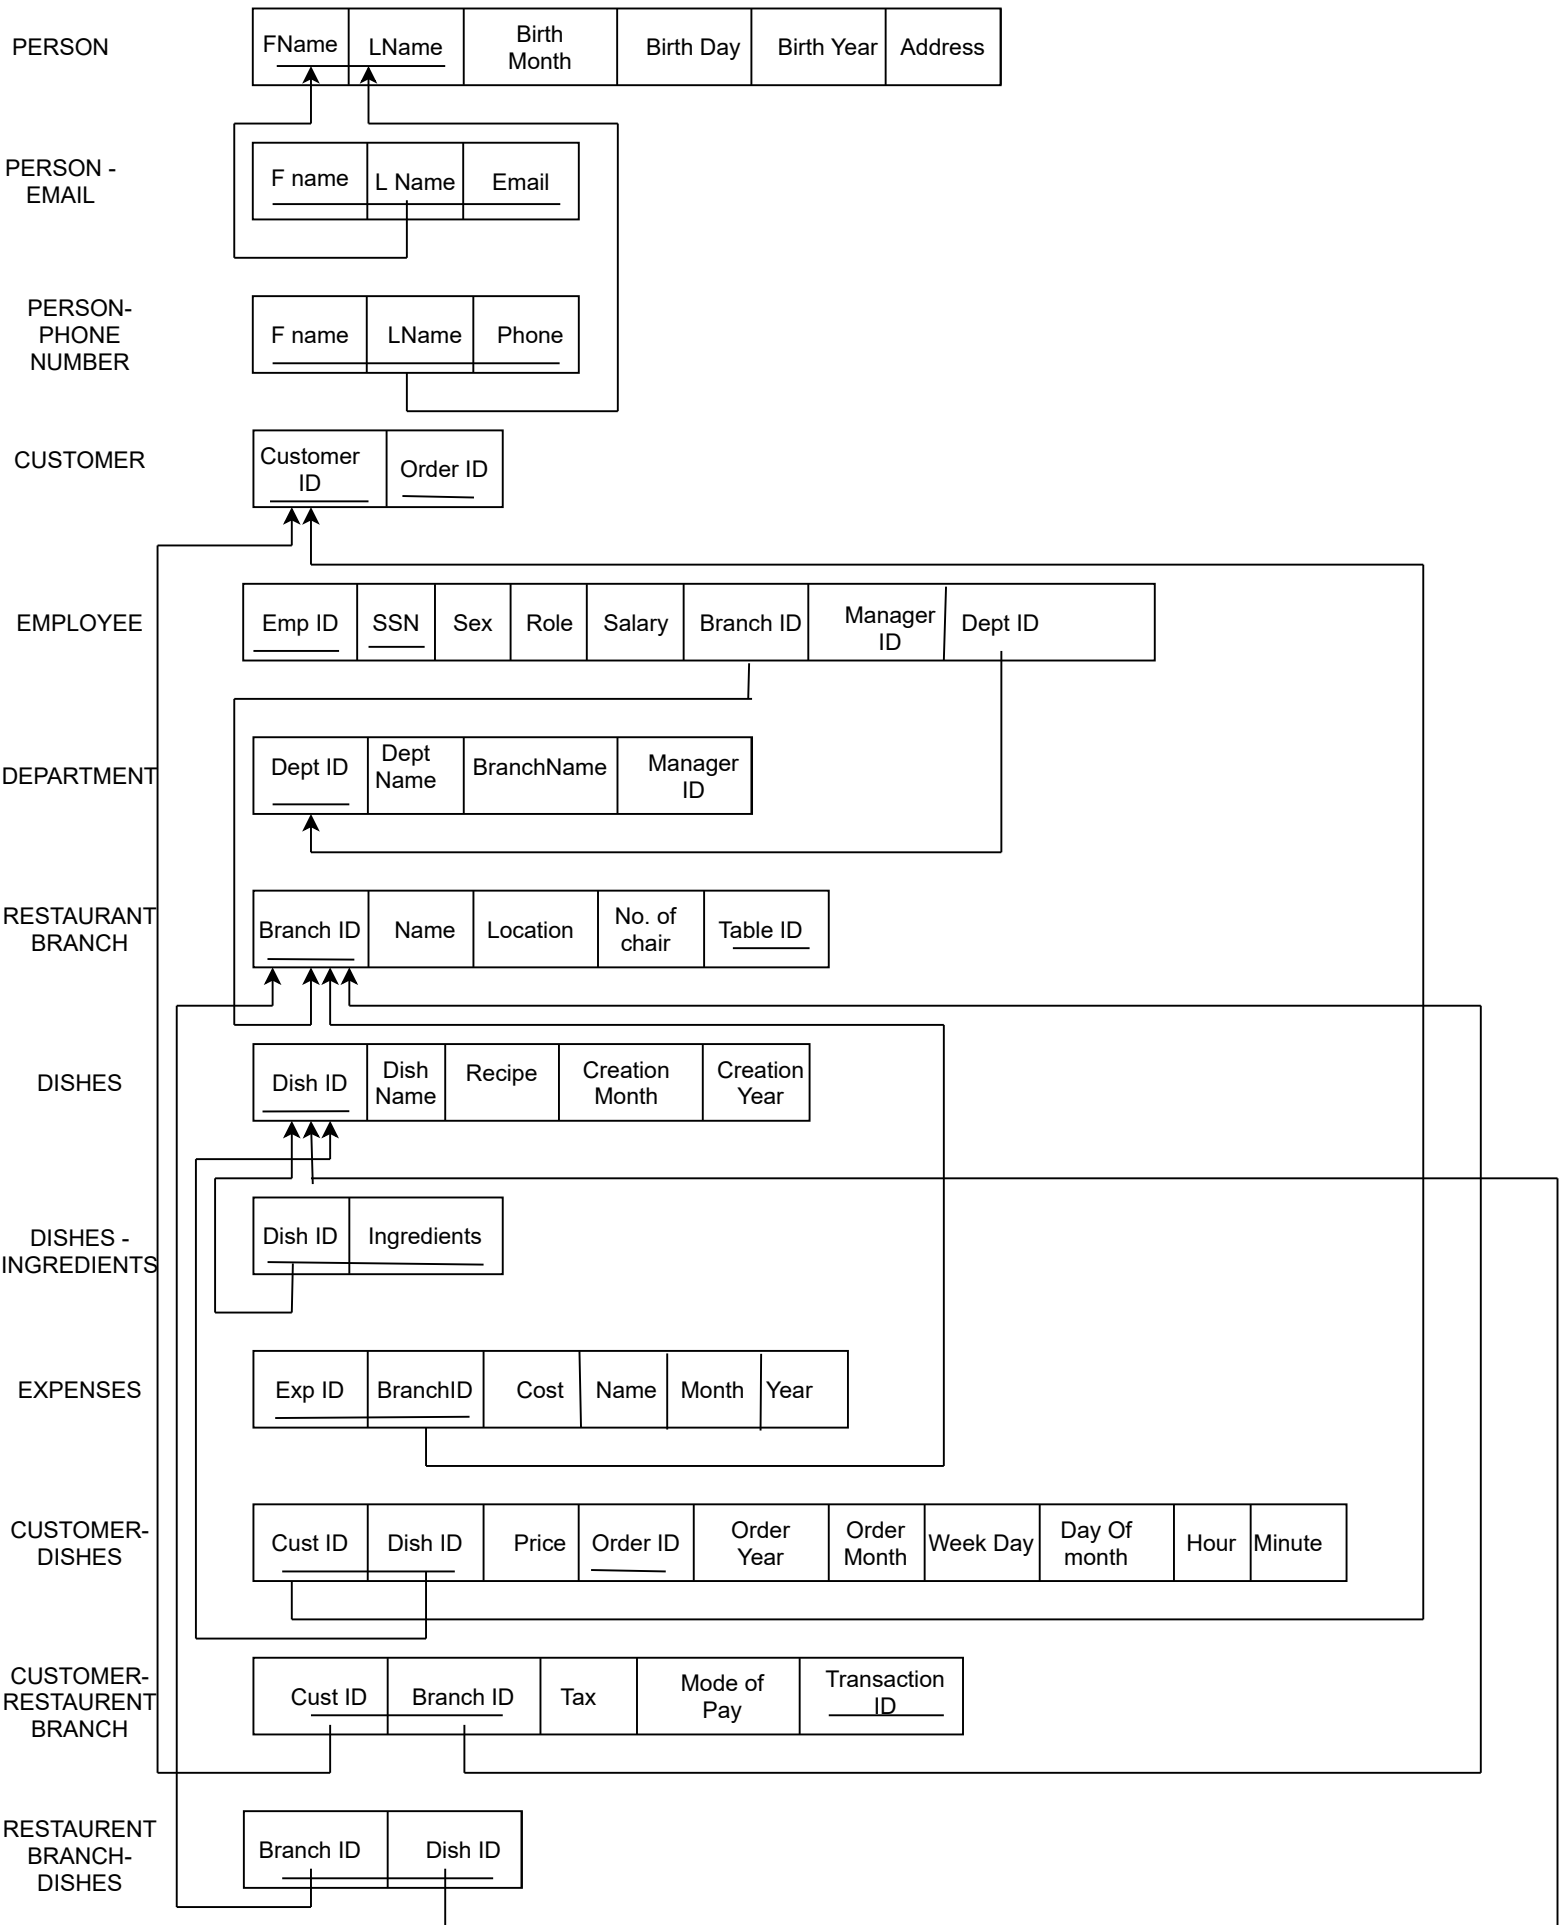 PERSON
FName
LName
Birth
Month
Birth Day
Birth Year
Address
PERSON -
EMAIL
F name
L Name
Email
PERSON-
PHONE
NUMBER
F name
LName
Phone
CUSTOMER
Customer
ID
Order ID
EMPLOYEE
Emp ID
SSN
Sex
Role
Salary
Branch ID
Manager
ID
Dept ID
DEPARTMENT
Dept ID
Dept
Name
BranchName
Manager
ID
RESTAURANT
BRANCH
Branch ID
Name
Location
No. of
chair
Table ID
DISHES
Dish ID
Dish
Name
Recipe
Creation
Month
Creation
Year
DISHES -
INGREDIENTS
Dish ID
Ingredients
EXPENSES
Exp ID
BranchID
Cost
Name
Month
Year
CUSTOMER-
DISHES
Cust ID
Dish ID
Price
Order ID
Order
Year
Order
Month
Week Day
Day Of
month
Hour
Minute
CUSTOMER-
RESTAURENT
BRANCH
Cust ID
Branch ID
Tax
Mode of
Pay
Transaction
ID
RESTAURENT
BRANCH-
DISHES
Branch ID
Dish ID